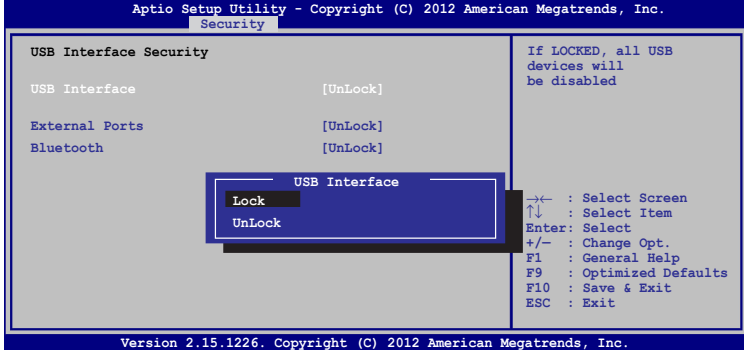 Aptio Setup Utility - Copyright (C) 2012 American Megatrends, Inc.
Security
USB Interface Security
USB Interface [UnLock]
External Ports [UnLock]
Bluetooth [UnLock]
USB Interface
Lock
UnLock
If LOCKED, all USB
devices will
be disabled
→← : Select Screen
↑↓ : Select Item
Enter: Select
+/— : Change Opt.
F1 : General Help
F9 : Optimized Defaults
F10 : Save & Exit
ESC : Exit
Version 2.15.1226. Copyright (C) 2012 American Megatrends, Inc.